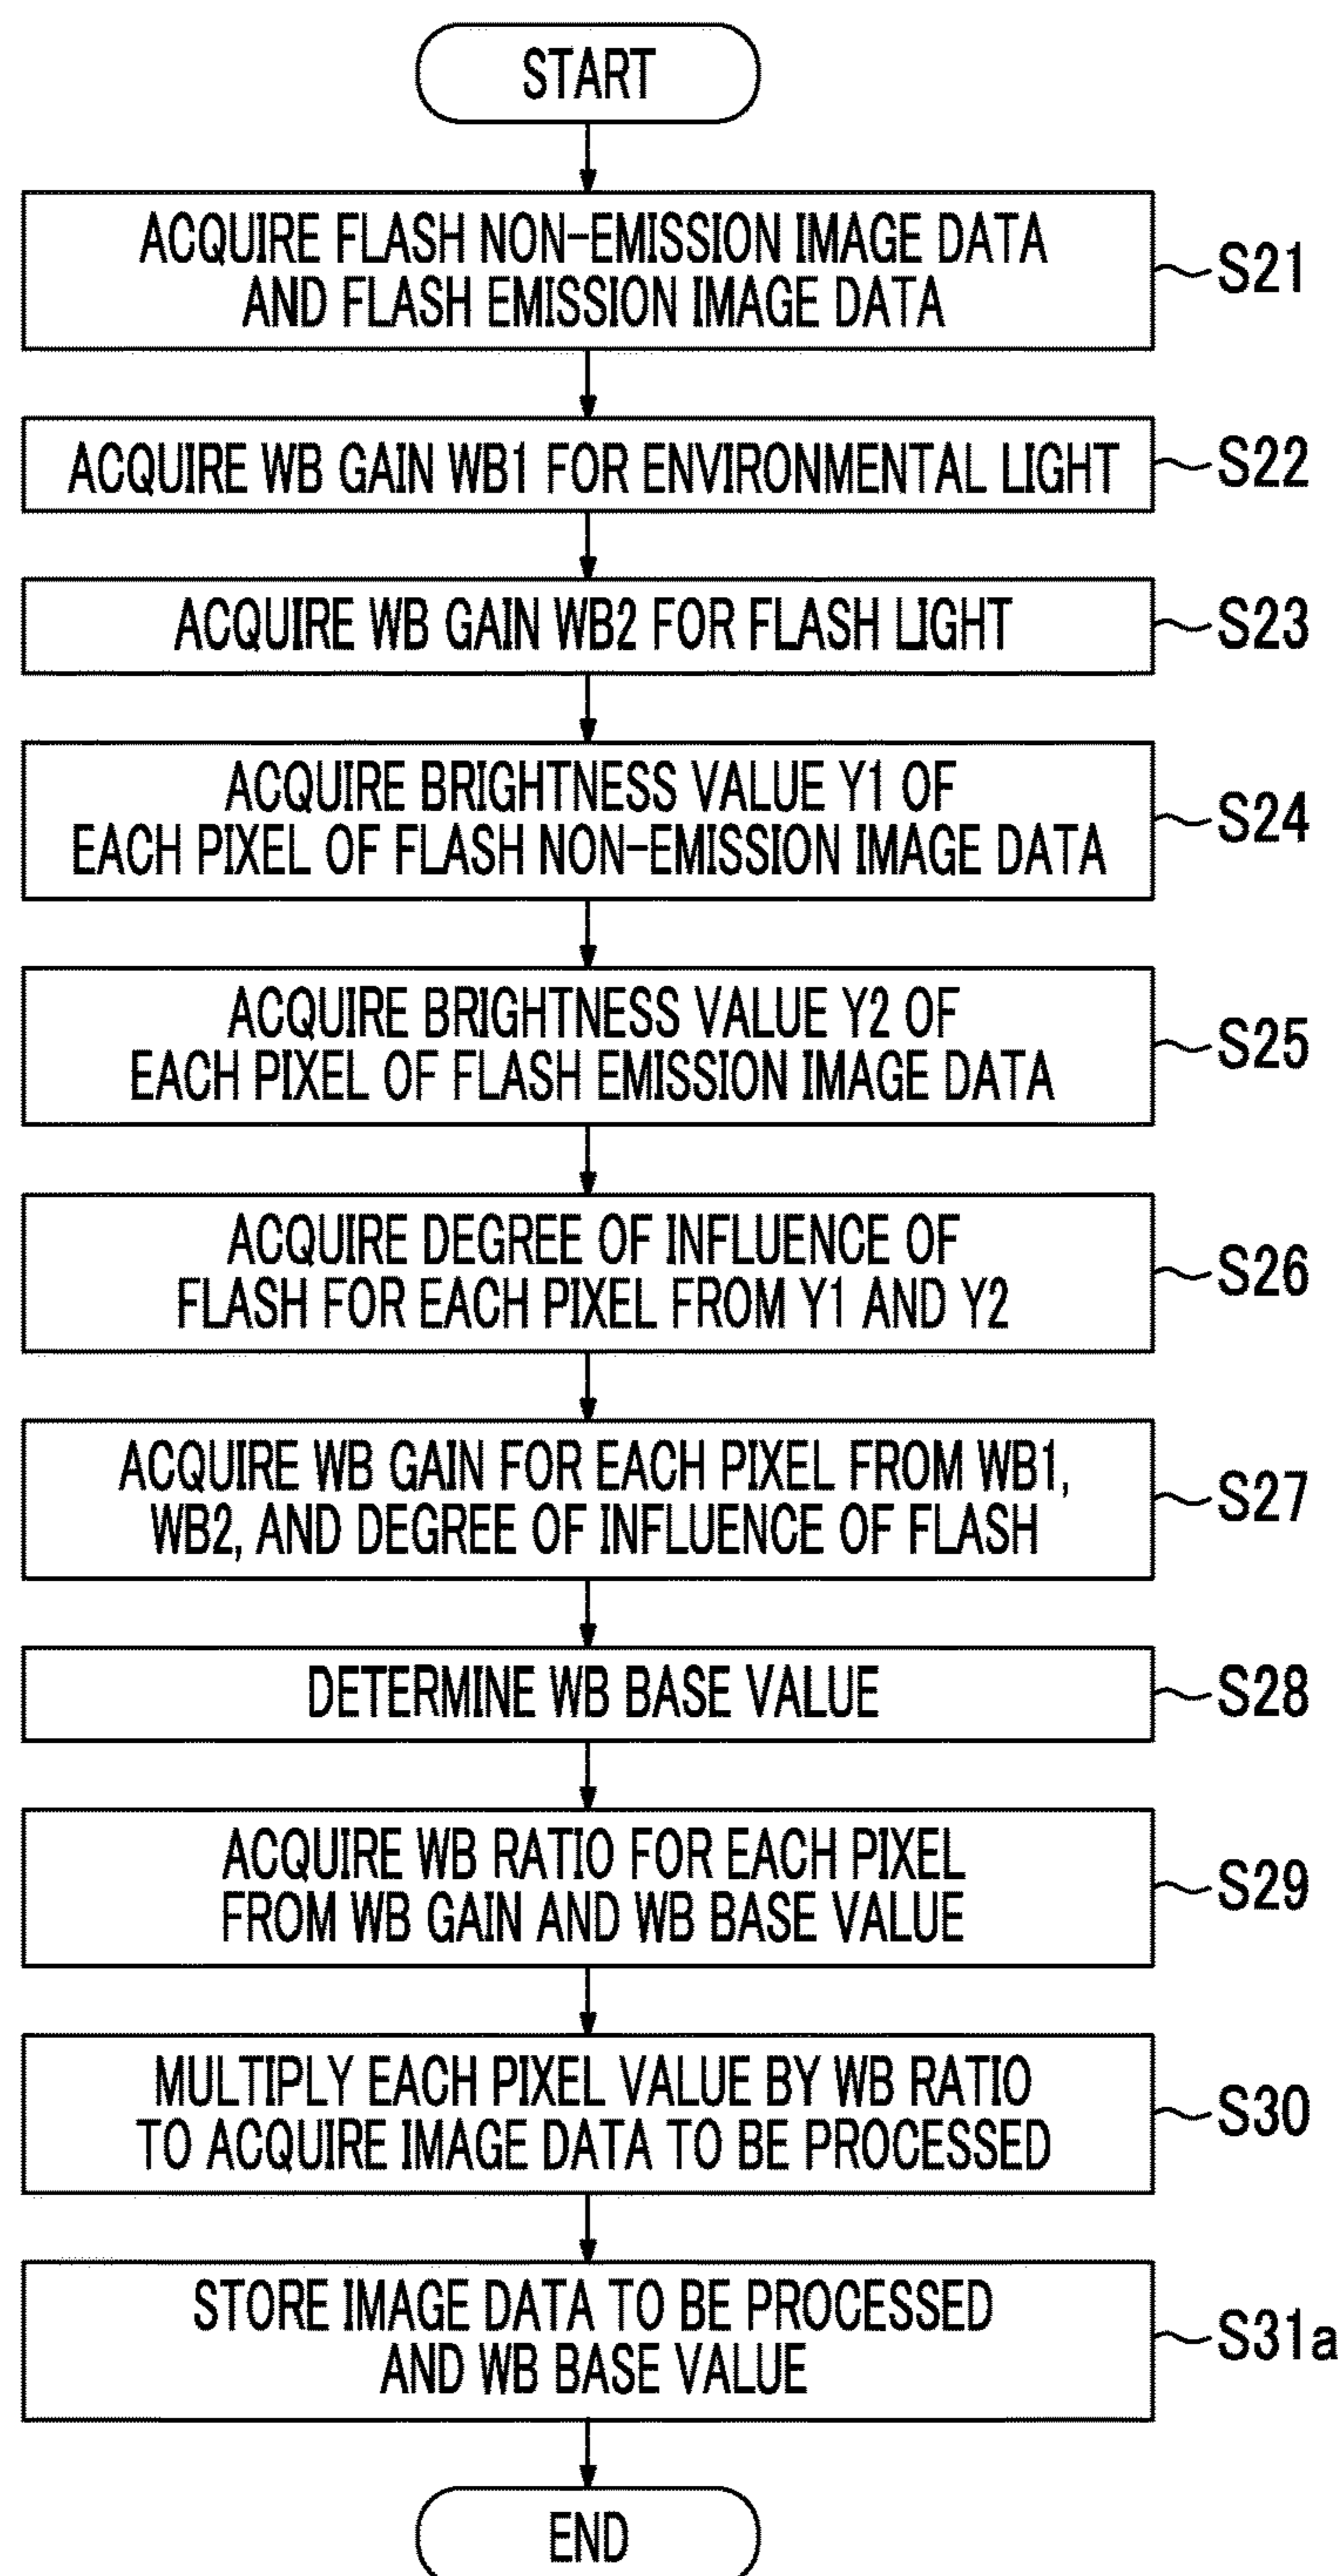 START
ACQUIRE FLASH NON-EMISSION IMAGE DATA
AND FLASH EMISSION IMAGE DATA
S21
ACQUIRE WB GAIN WB1 FOR ENVIRONMENTAL LIGHT
S22
ACQUIRE WB GAIN WB2 FOR FLASH LIGHT
S23
ACQUIRE BRIGHTNESS VALUE Y1 OF
EACH PIXEL OF FLASH NON-EMISSION IMAGE DATA
S24
ACQUIRE BRIGHTNESS VALUE Y2 OF
EACH PIXEL OF FLASH EMISSION IMAGE DATA
S25
ACQUIRE DEGREE OF INFLUENCE OF
FLASH FOR EACH PIXEL FROM Y1 AND Y2
S26
ACQUIRE WB GAIN FOR EACH PIXEL FROM WB1,
WB2, AND DEGREE OF INFLUENCE OF FLASH
S27
DETERMINE WB BASE VALUE
S28
ACQUIRE WB RATIO FOR EACH PIXEL
FROM WB GAIN AND WB BASE VALUE
S29
MULTIPLY EACH PIXEL VALUE BY WB RATIO
TO ACQUIRE IMAGE DATA TO BE PROCESSED
S30
STORE IMAGE DATA TO BE PROCESSED
AND WB BASE VALUE
S31a
END